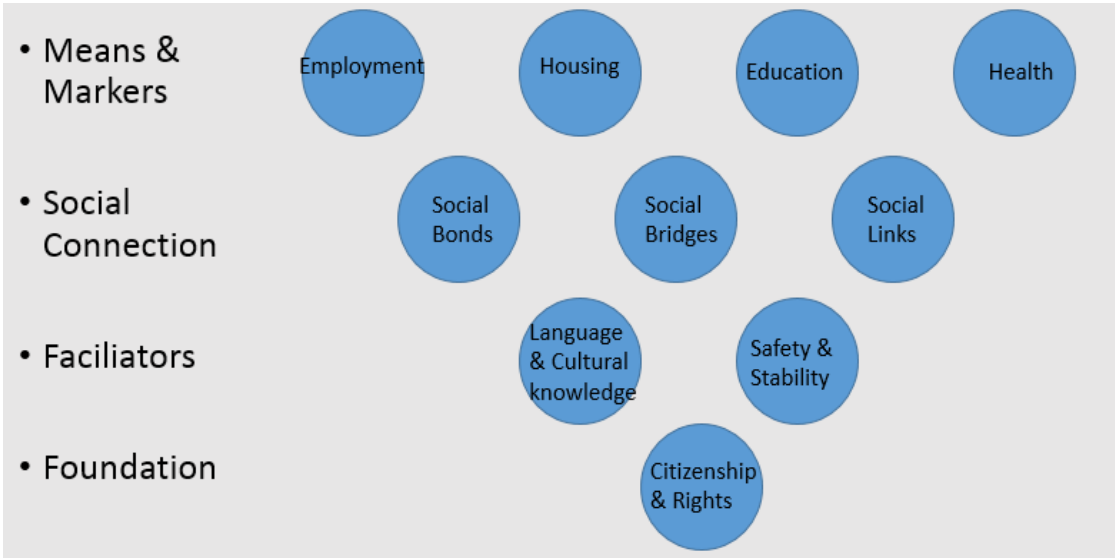 • Means &
Markers
Employment
Housing
Education
Health
• Social
Connection
Social
Bonds
Social
Bridges
Social
Links
• Faciliators
Language
& Cultural
knowledge
Safety &
Stability
• Foundation
Citizenship
& Rights